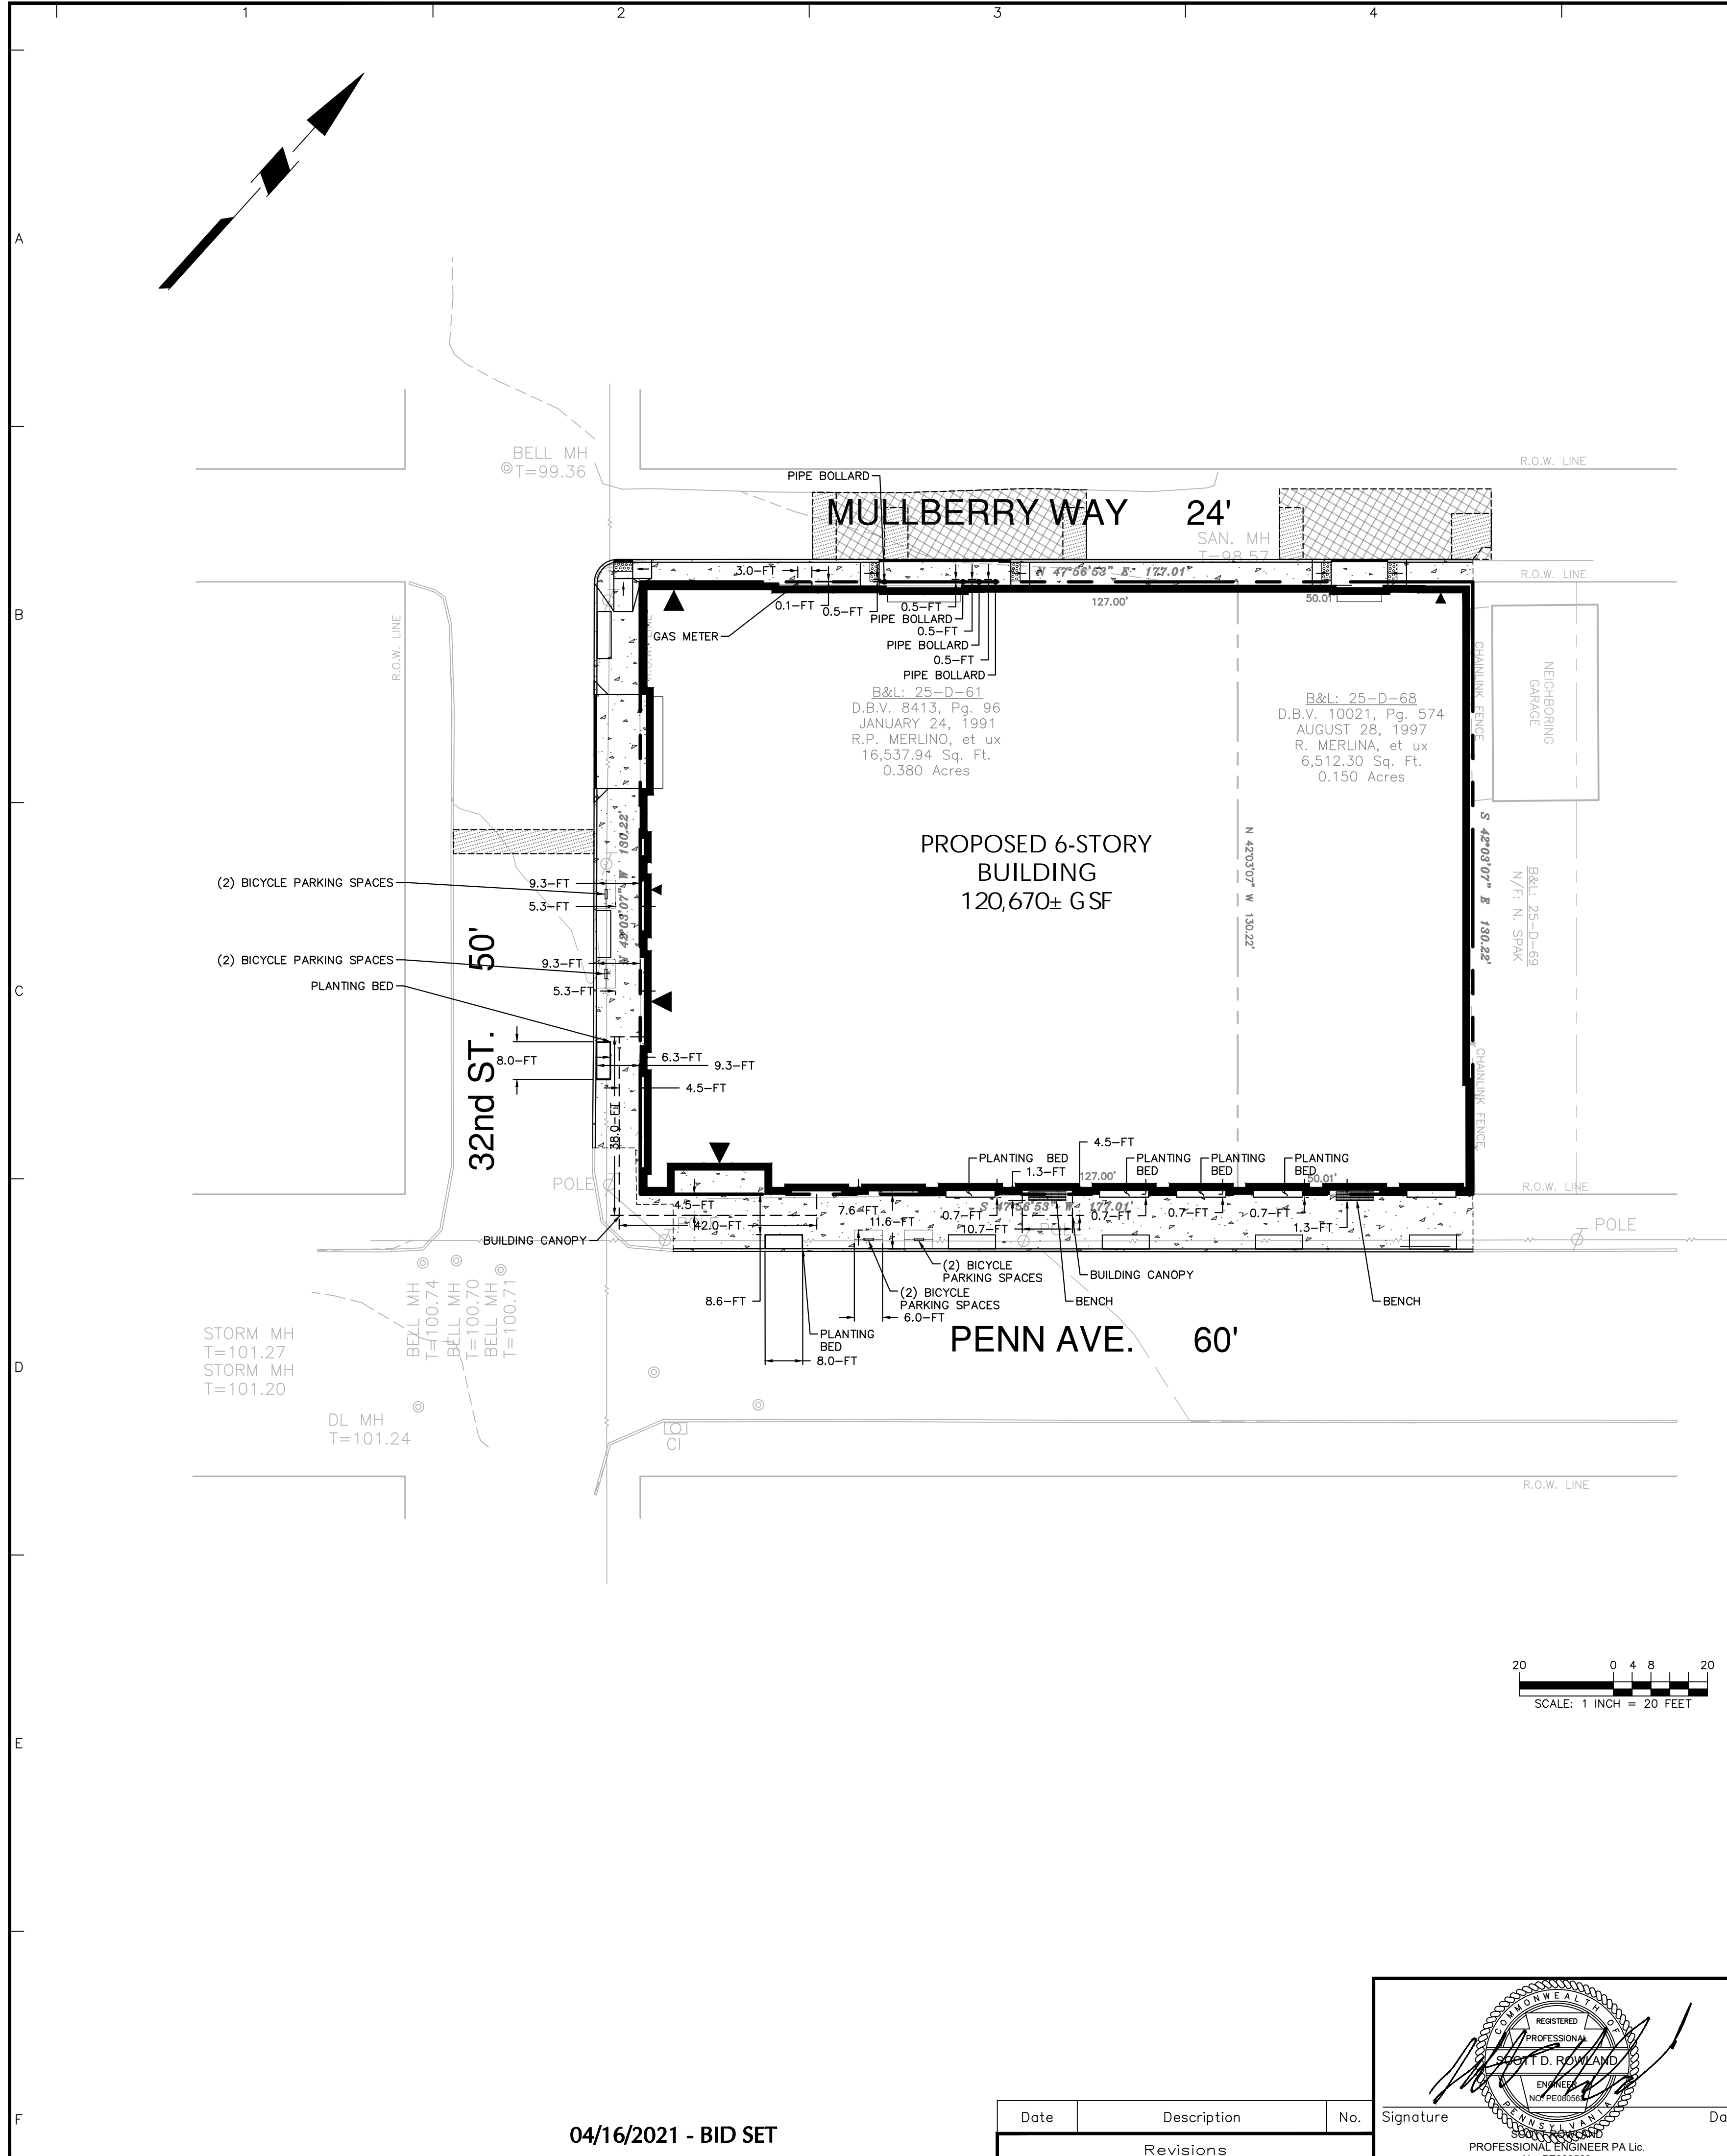 1
2
3
4
A
B
C
D
E
F
BELL MH
T=99.36
PIPE BOLLARD
MULLBERRY WAY 24'
SAN. MH
T=98.57
R.O.W. LINE
R.O.W. LINE
R.O.W. LINE
3.0-FT
N 47°56'53" E 177.01'
0.1-FT
0.5-FT
0.5-FT
127.00'
50.01'
PIPE BOLLARD
GAS METER
0.5-FT
PIPE BOLLARD
0.5-FT
PIPE BOLLARD
B&L: 25-D-61
D.B.V. 8413, Pg. 96
JANUARY 24, 1991
R.P. MERLINO, et ux
16,537.94 Sq. Ft.
0.380 Acres
B&L: 25-D-68
D.B.V. 10021, Pg. 574
AUGUST 28, 1997
R. MERLINA, et ux
6,512.30 Sq. Ft.
0.150 Acres
CHAINLINK FENCE
NEIGHBORING
GARAGE
PROPOSED 6-STORY
BUILDING
120,670± GSF
N 42°03'07" W 130.22'
N 42°03'07" W 130.22'
S 42°03'07" E 130.22'
B&L: 25-D-69
N/F: N. SPAK
(2) BICYCLE PARKING SPACES
9.3-FT
5.3-FT
(2) BICYCLE PARKING SPACES
9.3-FT
5.3-FT
PLANTING BED
32nd ST. 50'
8.0-FT
6.3-FT
9.3-FT
4.5-FT
38.0-FT
CHAINLINK FENCE
4.5-FT
PLANTING BED
1.3-FT
PLANTING
BED
PLANTING
BED
PLANTING
BED
127.00'
50.01'
POLE
R.O.W. LINE
4.5-FT
42.0-FT
7.6-FT
11.6-FT
S 47°56'53" W 177.01'
0.7-FT
10.7-FT
0.7-FT
0.7-FT
0.7-FT
1.3-FT
POLE
BUILDING CANOPY
(2) BICYCLE
PARKING SPACES
BUILDING CANOPY
(2) BICYCLE
PARKING SPACES
BENCH
BENCH
8.6-FT
6.0-FT
PLANTING
BED
8.0-FT
PENN AVE. 60'
BELL MH
T=100.74
BELL MH
T=100.70
BELL MH
T=100.71
STORM MH
T=101.27
STORM MH
T=101.20
DL MH
T=101.24
CI
R.O.W. LINE
20 0 4 8 20
SCALE: 1 INCH = 20 FEET
COMMONWEALTH OF
REGISTERED
PROFESSIONAL
SCOTT D. ROWLAND
ENGINEER
PENNSYLVANIA
Date
Description
No.
Signature
Da
SCOTT ROWLAND
PROFESSIONAL ENGINEER PA Lic.
Revisions
04/16/2021 - BID SET